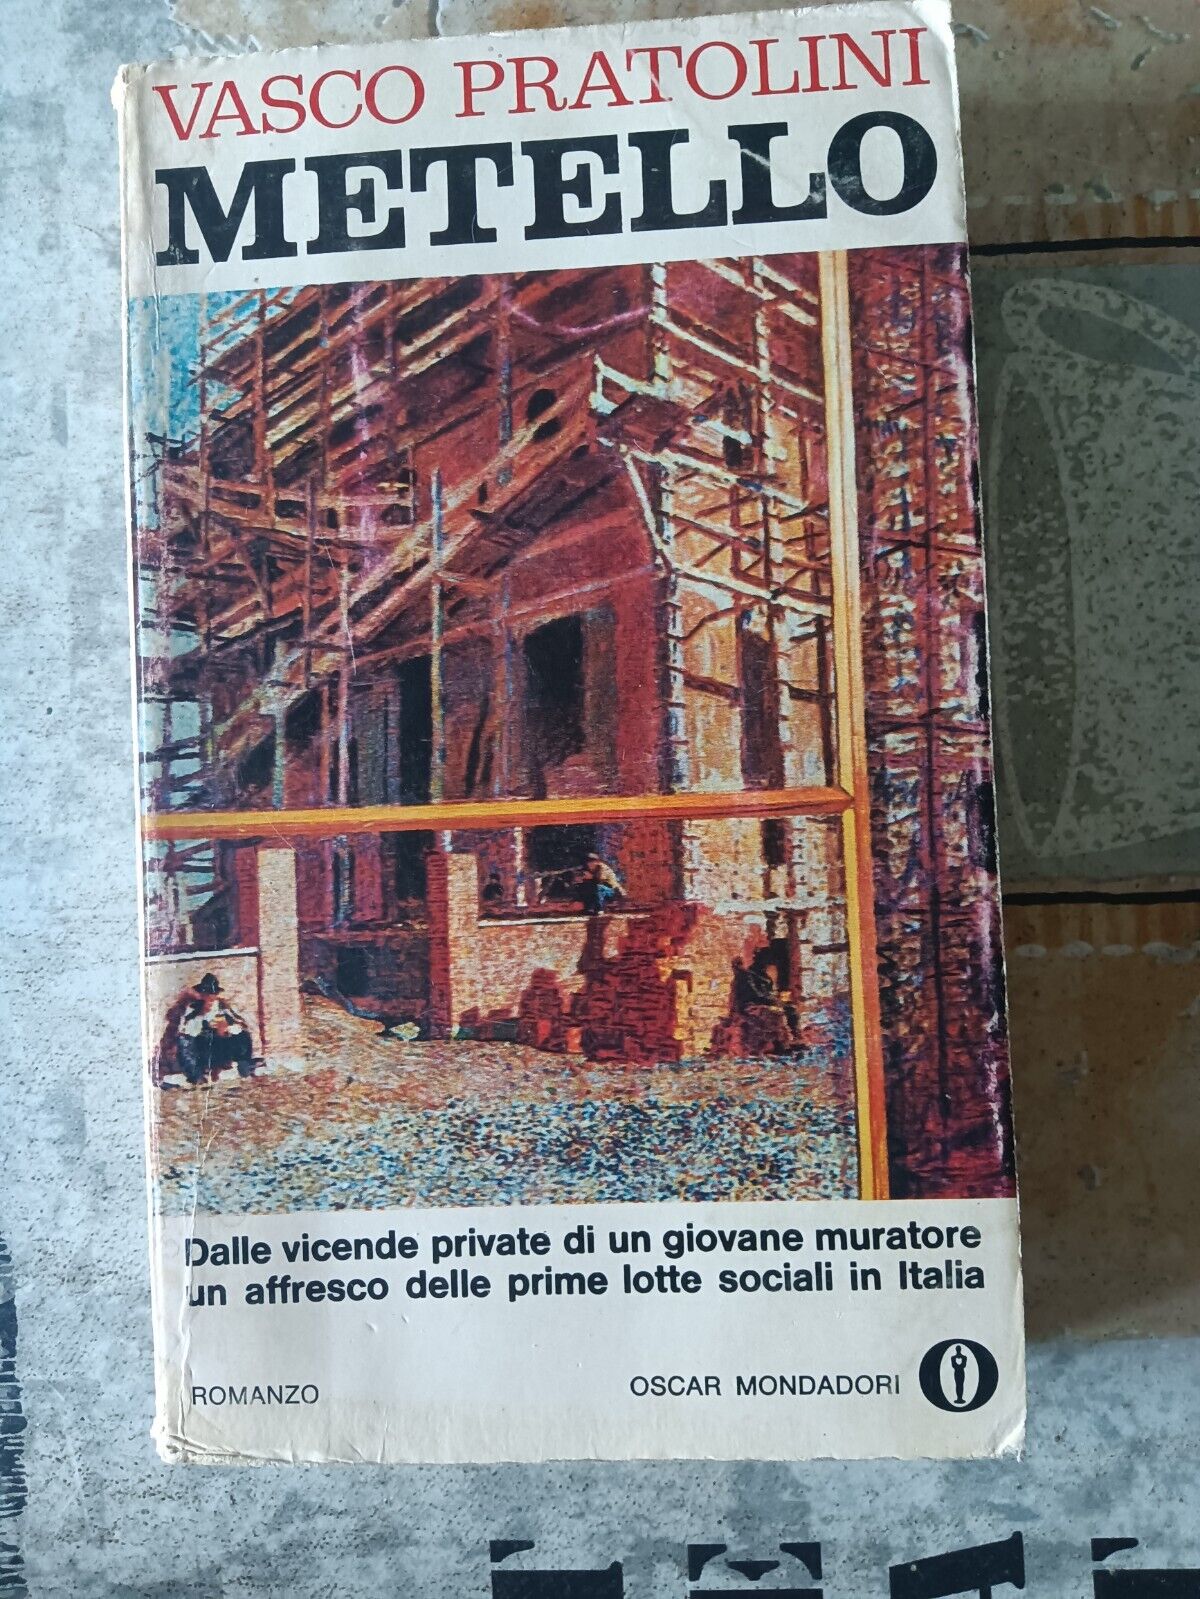 VASCO PRATOLINI
METELLO
Dalle vicende private di un giovane muratore
un affresco delle prime lotte sociali in Italia
ROMANZO
OSCAR MONDADORI